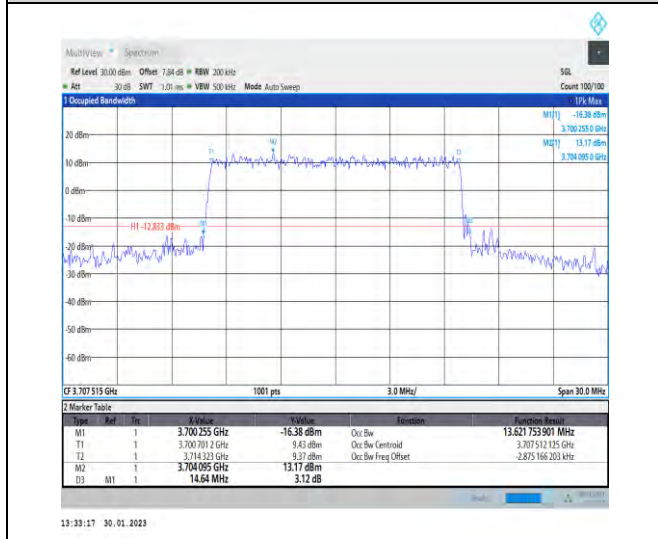 MultiView Spectrum
Ref Level 30.00 dBm Offset 7.84 dB RBW 200 kHz SGL
Att 30 dB SWT 1.01 ms VBW 500 kHz Mode Auto Sweep Count 100/100
1 Occupied Bandwidth 1Pk Max
M1[1] -16.38 dBm
3.700 255 0 GHz
M2[1] 13.17 dBm
3.704 095 0 GHz
20 dBm
T1 M2 T2
10 dBm
0 dBm
-10 dBm
H1 -12.833 dBm
-20 dBm
-30 dBm
-40 dBm
-50 dBm
-60 dBm
CF 3.707 515 GHz 1001 pts 3.0 MHz/ Span 30.0 MHz
2 Marker Table
Type Ref Trc X-Value Y-Value Function Function Result
M1 1 3.700 255 GHz -16.38 dBm Occ Bw 13.621 753 901 MHz
T1 1 3.700 701 2 GHz 9.43 dBm Occ Bw Centroid 3.707 512 125 GHz
T2 1 3.714 323 GHz 9.37 dBm Occ Bw Freq Offset -2.875 166 203 kHz
M2 1 3.704 095 GHz 13.17 dBm
D3 M1 1 14.64 MHz 3.12 dB
13:33:17 30.01.2023